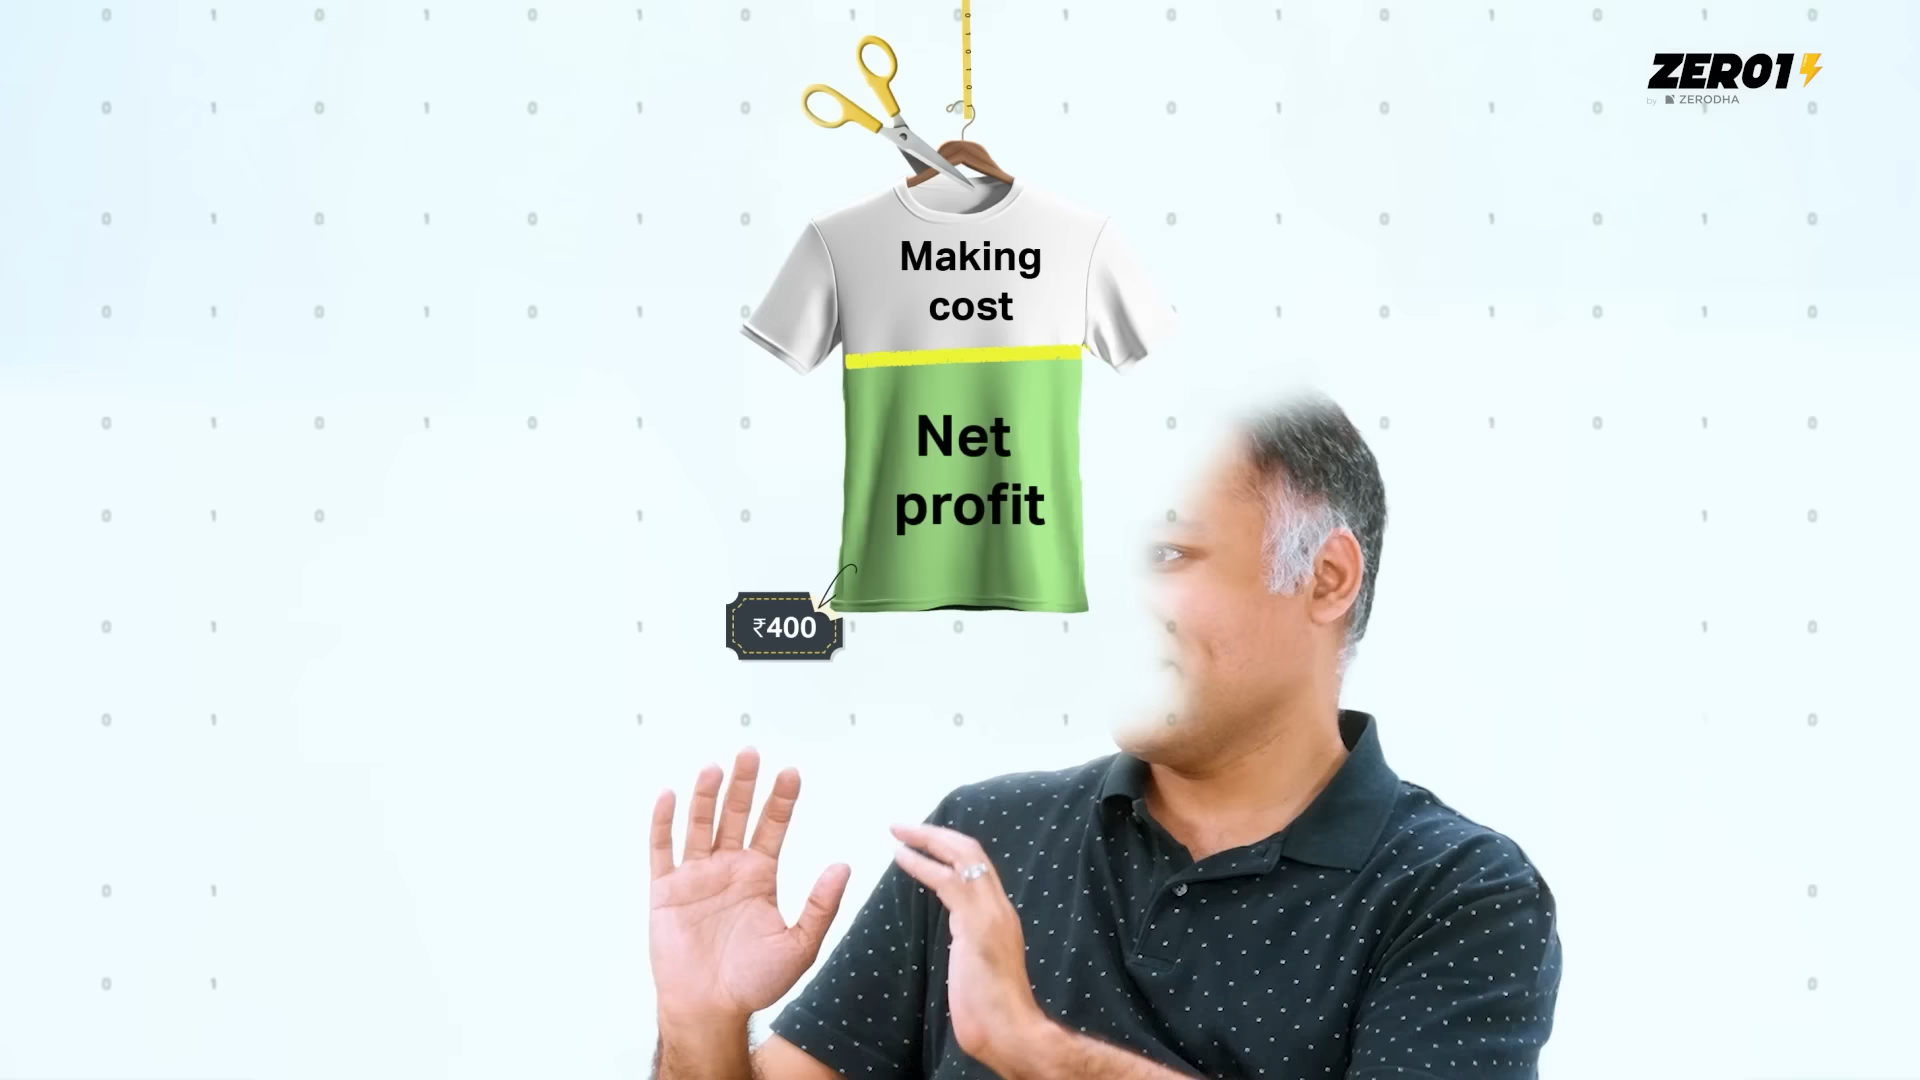 ZERO1
by ZERODHA
Making
cost
Net
profit
₹400